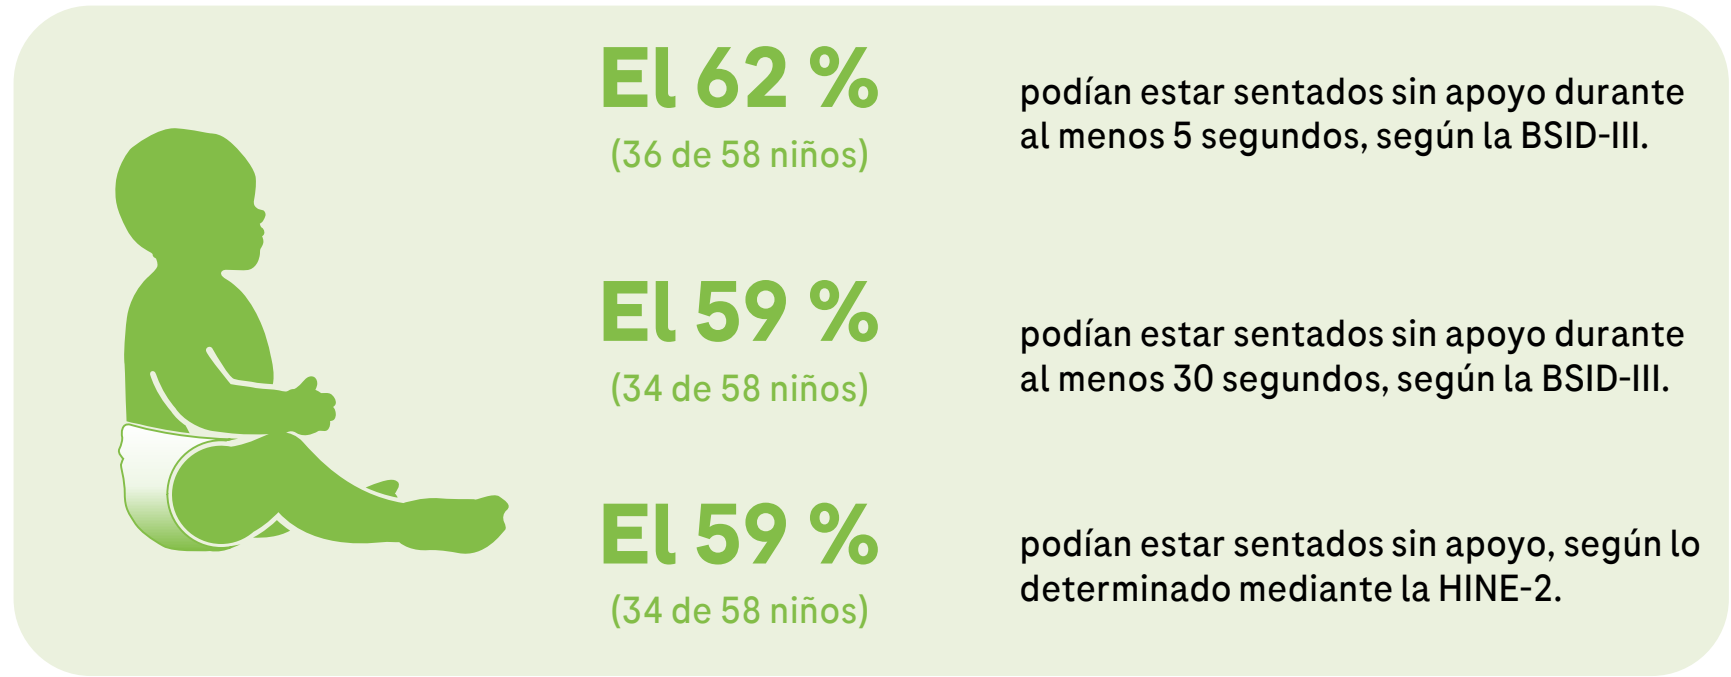 El 62 %
(36 de 58 niños)
podían estar sentados sin apoyo durante
al menos 5 segundos, según la BSID-III.
El 59 %
(34 de 58 niños)
podían estar sentados sin apoyo durante
al menos 30 segundos, según la BSID-III.
El 59 %
(34 de 58 niños)
podían estar sentados sin apoyo, según lo
determinado mediante la HINE-2.